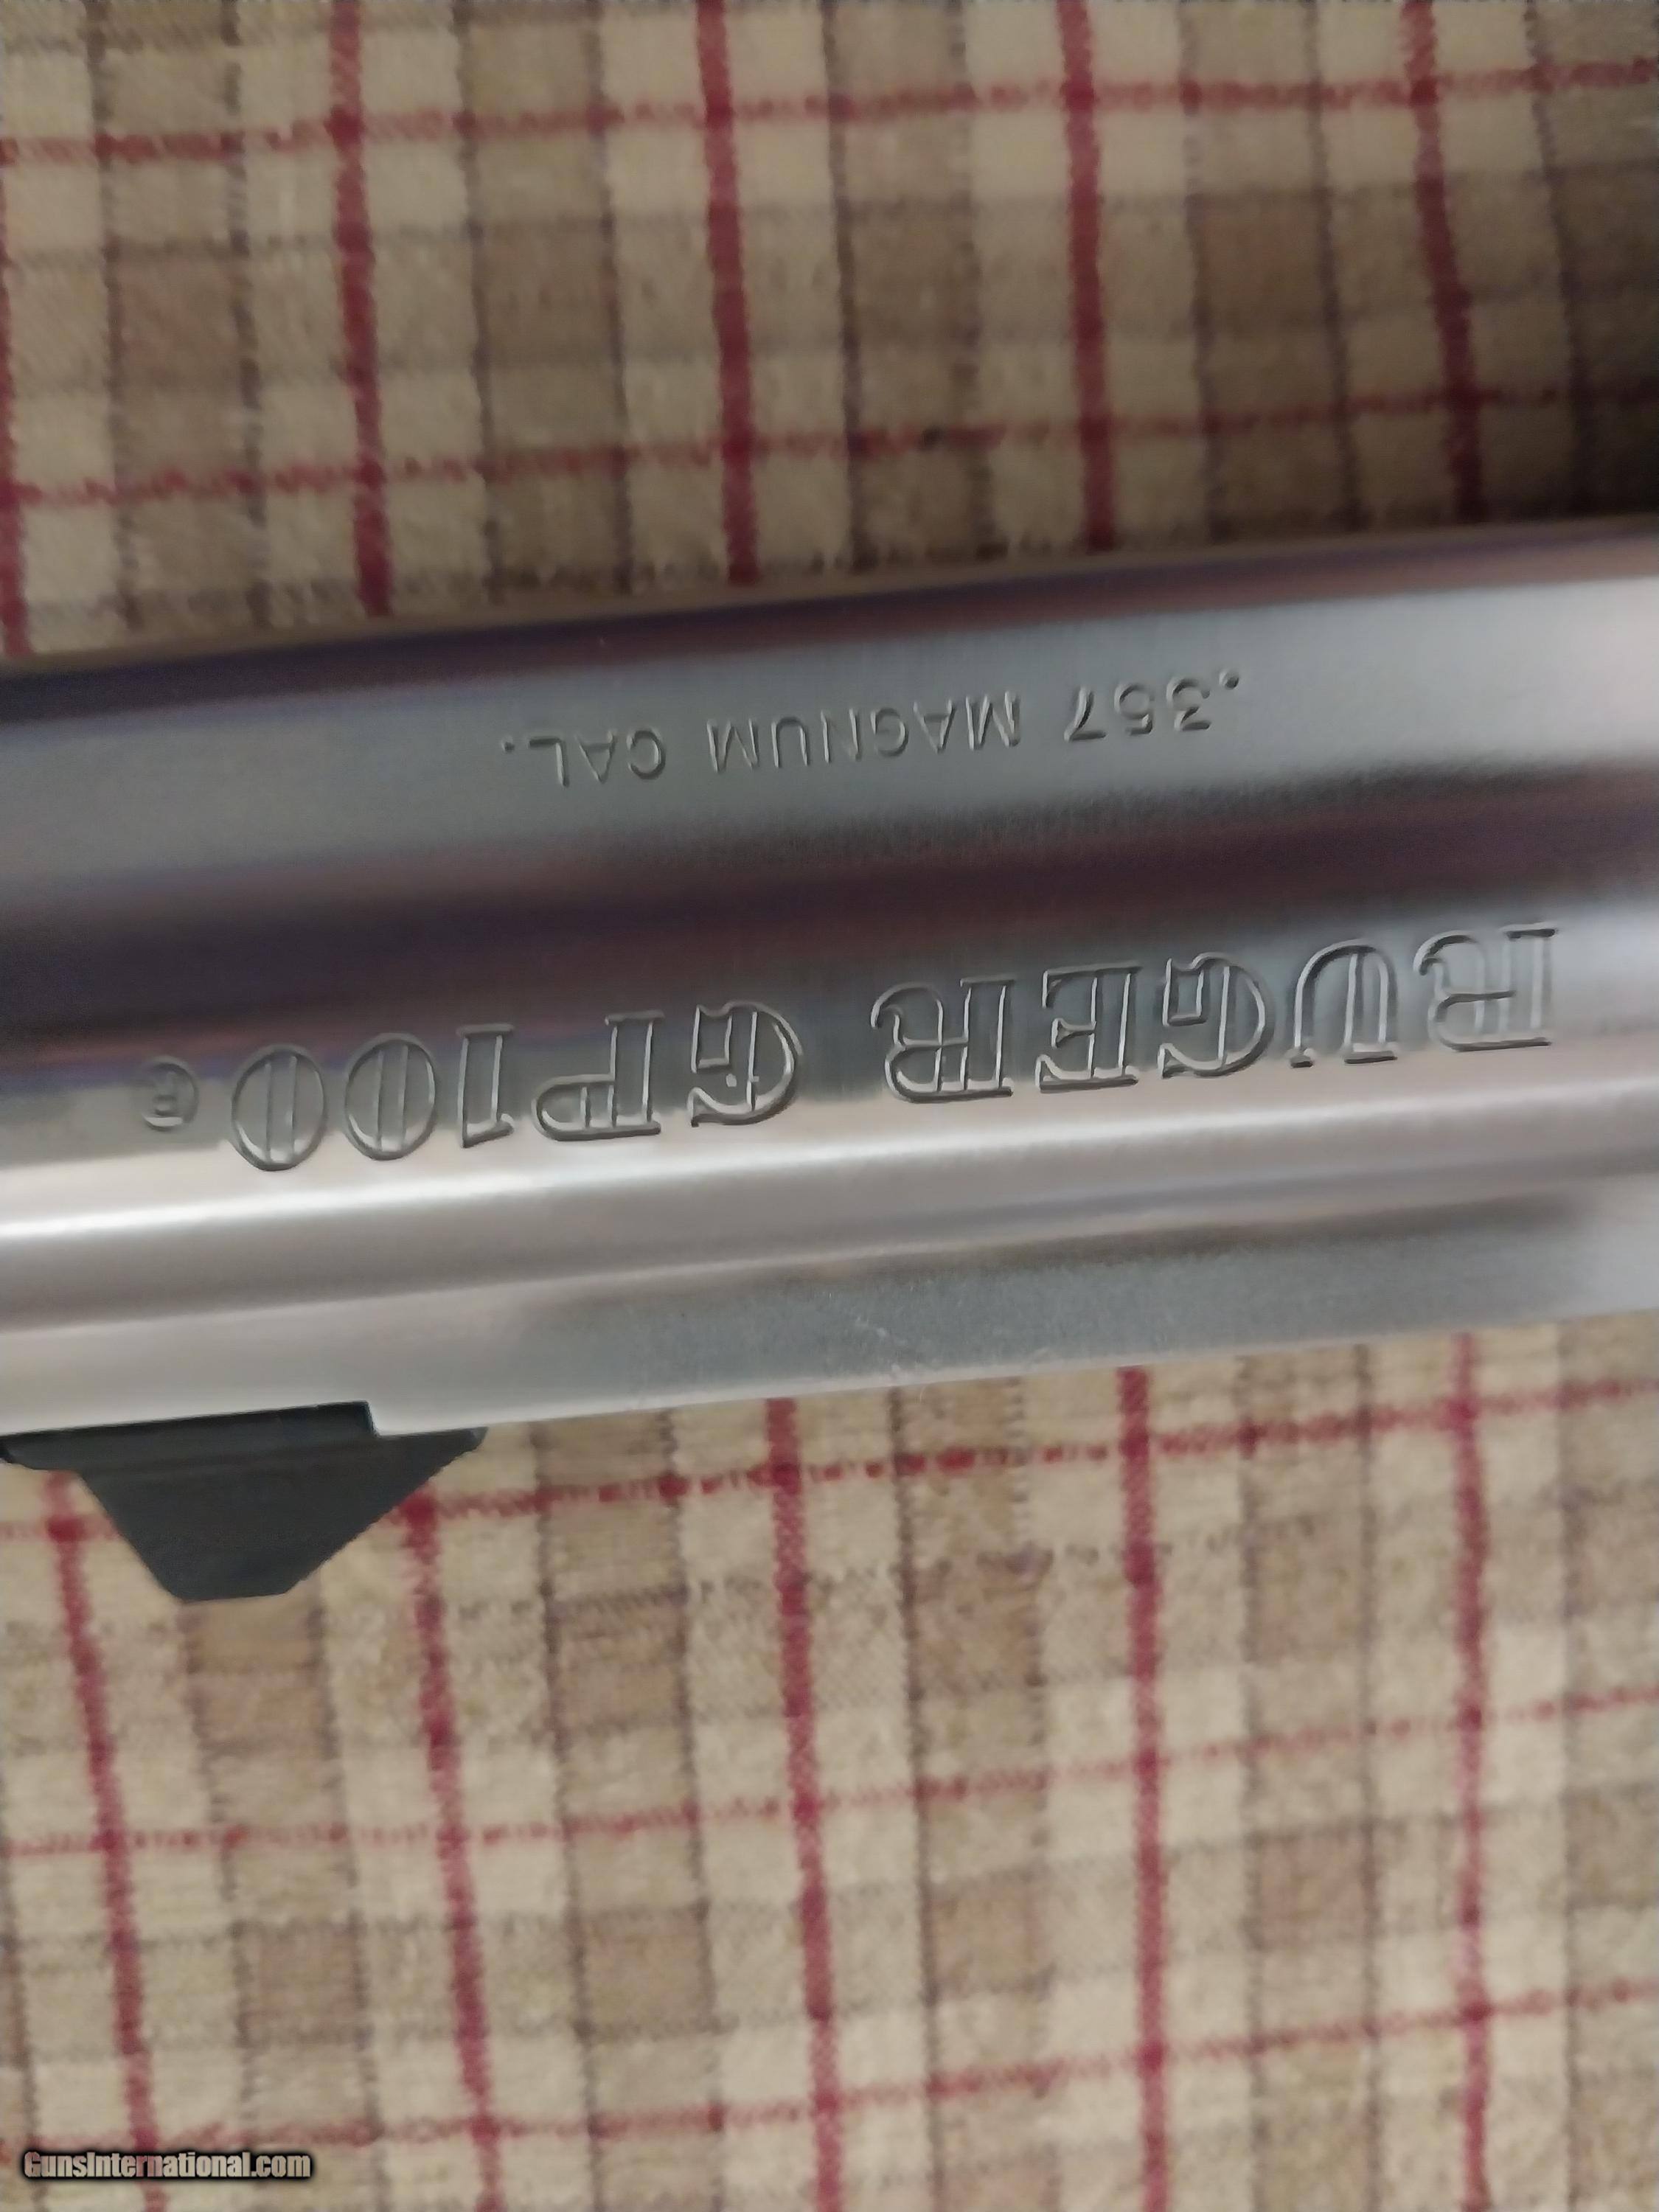 RUGER GP100 ®
.357 MAGNUM CAL.
GunsInternational.com